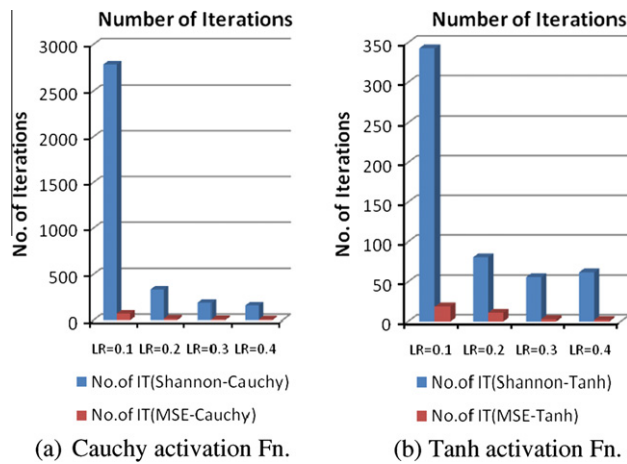 Number of Iterations
No. of Iterations
3000
2500
2000
1500
1000
500
0
LR=0.1 LR=0.2 LR=0.3 LR=0.4
No.of IT(Shannon-Cauchy)
No.of IT(MSE-Cauchy)
(a) Cauchy activation Fn.
Number of Iterations
No. of Iterations
350
300
250
200
150
100
50
0
LR=0.1 LR=0.2 LR=0.3 LR=0.4
No.of IT(Shannon-Tanh)
No.of IT(MSE-Tanh)
(b) Tanh activation Fn.